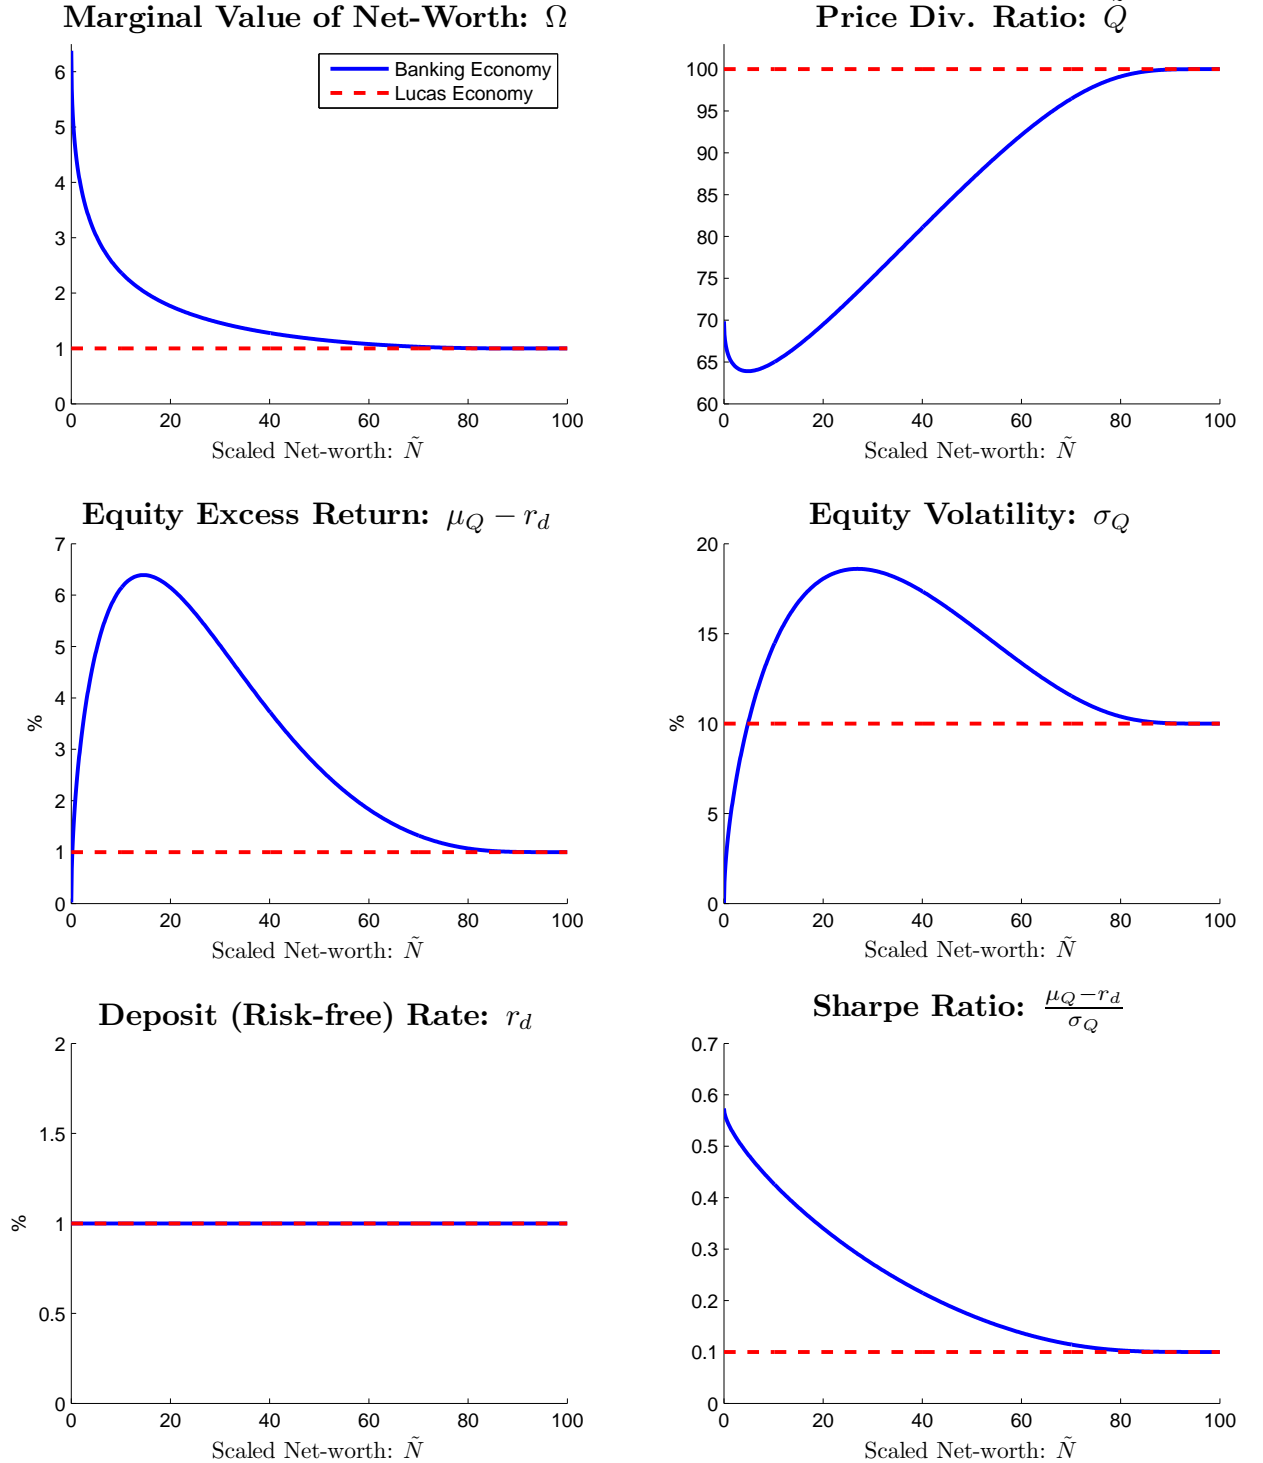 Marginal Value of Net-Worth: Ω
6
5
4
3
2
1
0
0 20 40 60 80 100
Scaled Net-worth: Ñ
Banking Economy
Lucas Economy
Price Div. Ratio: Q̃
100
95
90
85
80
75
70
65
60
0 20 40 60 80 100
Scaled Net-worth: Ñ
Equity Excess Return: μ_Q − r_d
7
6
5
4
3
2
1
0
%
0 20 40 60 80 100
Scaled Net-worth: Ñ
Equity Volatility: σ_Q
20
15
10
5
0
%
0 20 40 60 80 100
Scaled Net-worth: Ñ
Deposit (Risk-free) Rate: r_d
2
1.5
1
0.5
0
%
0 20 40 60 80 100
Scaled Net-worth: Ñ
Sharpe Ratio: (μ_Q − r_d)/σ_Q
0.7
0.6
0.5
0.4
0.3
0.2
0.1
0
0 20 40 60 80 100
Scaled Net-worth: Ñ